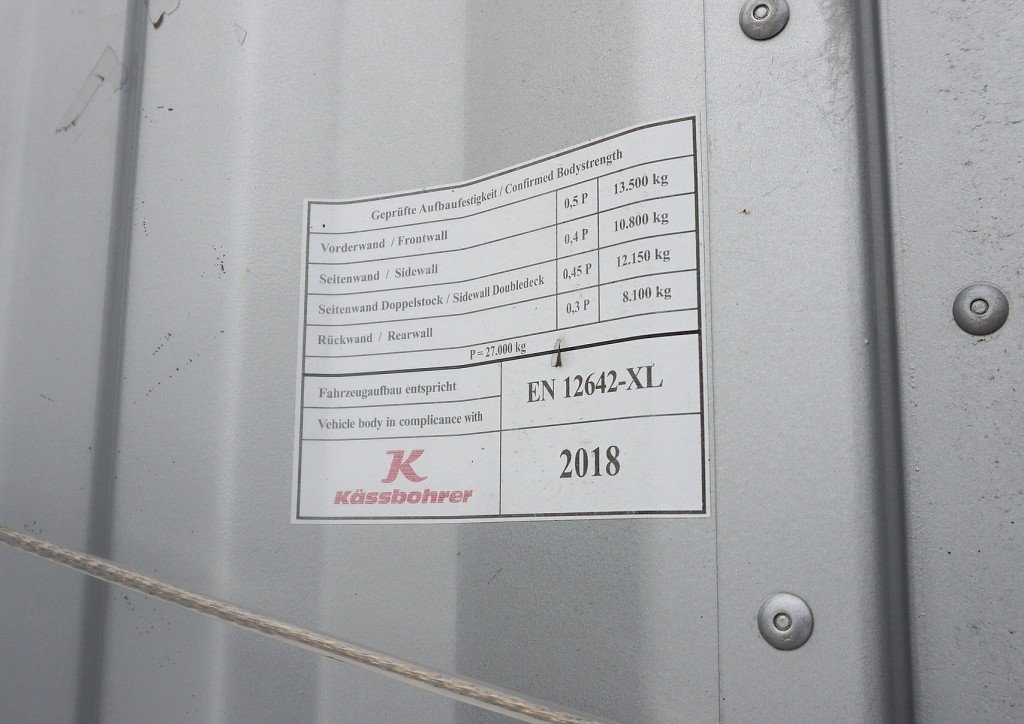 Geprüfte Aufbaufestigkeit / Confirmed Bodystrength
Vorderwand / Frontwall 0,5 P 13.500 kg
Seitenwand / Sidewall 0,4 P 10.800 kg
Seitenwand Doppelstock / Sidewall Doubledeck 0,45 P 12.150 kg
Rückwand / Rearwall 0,3 P 8.100 kg
P = 27.000 kg
Fahrzeugaufbau entspricht
Vehicle body in complicance with
EN 12642-XL
K
Kässbohrer
2018